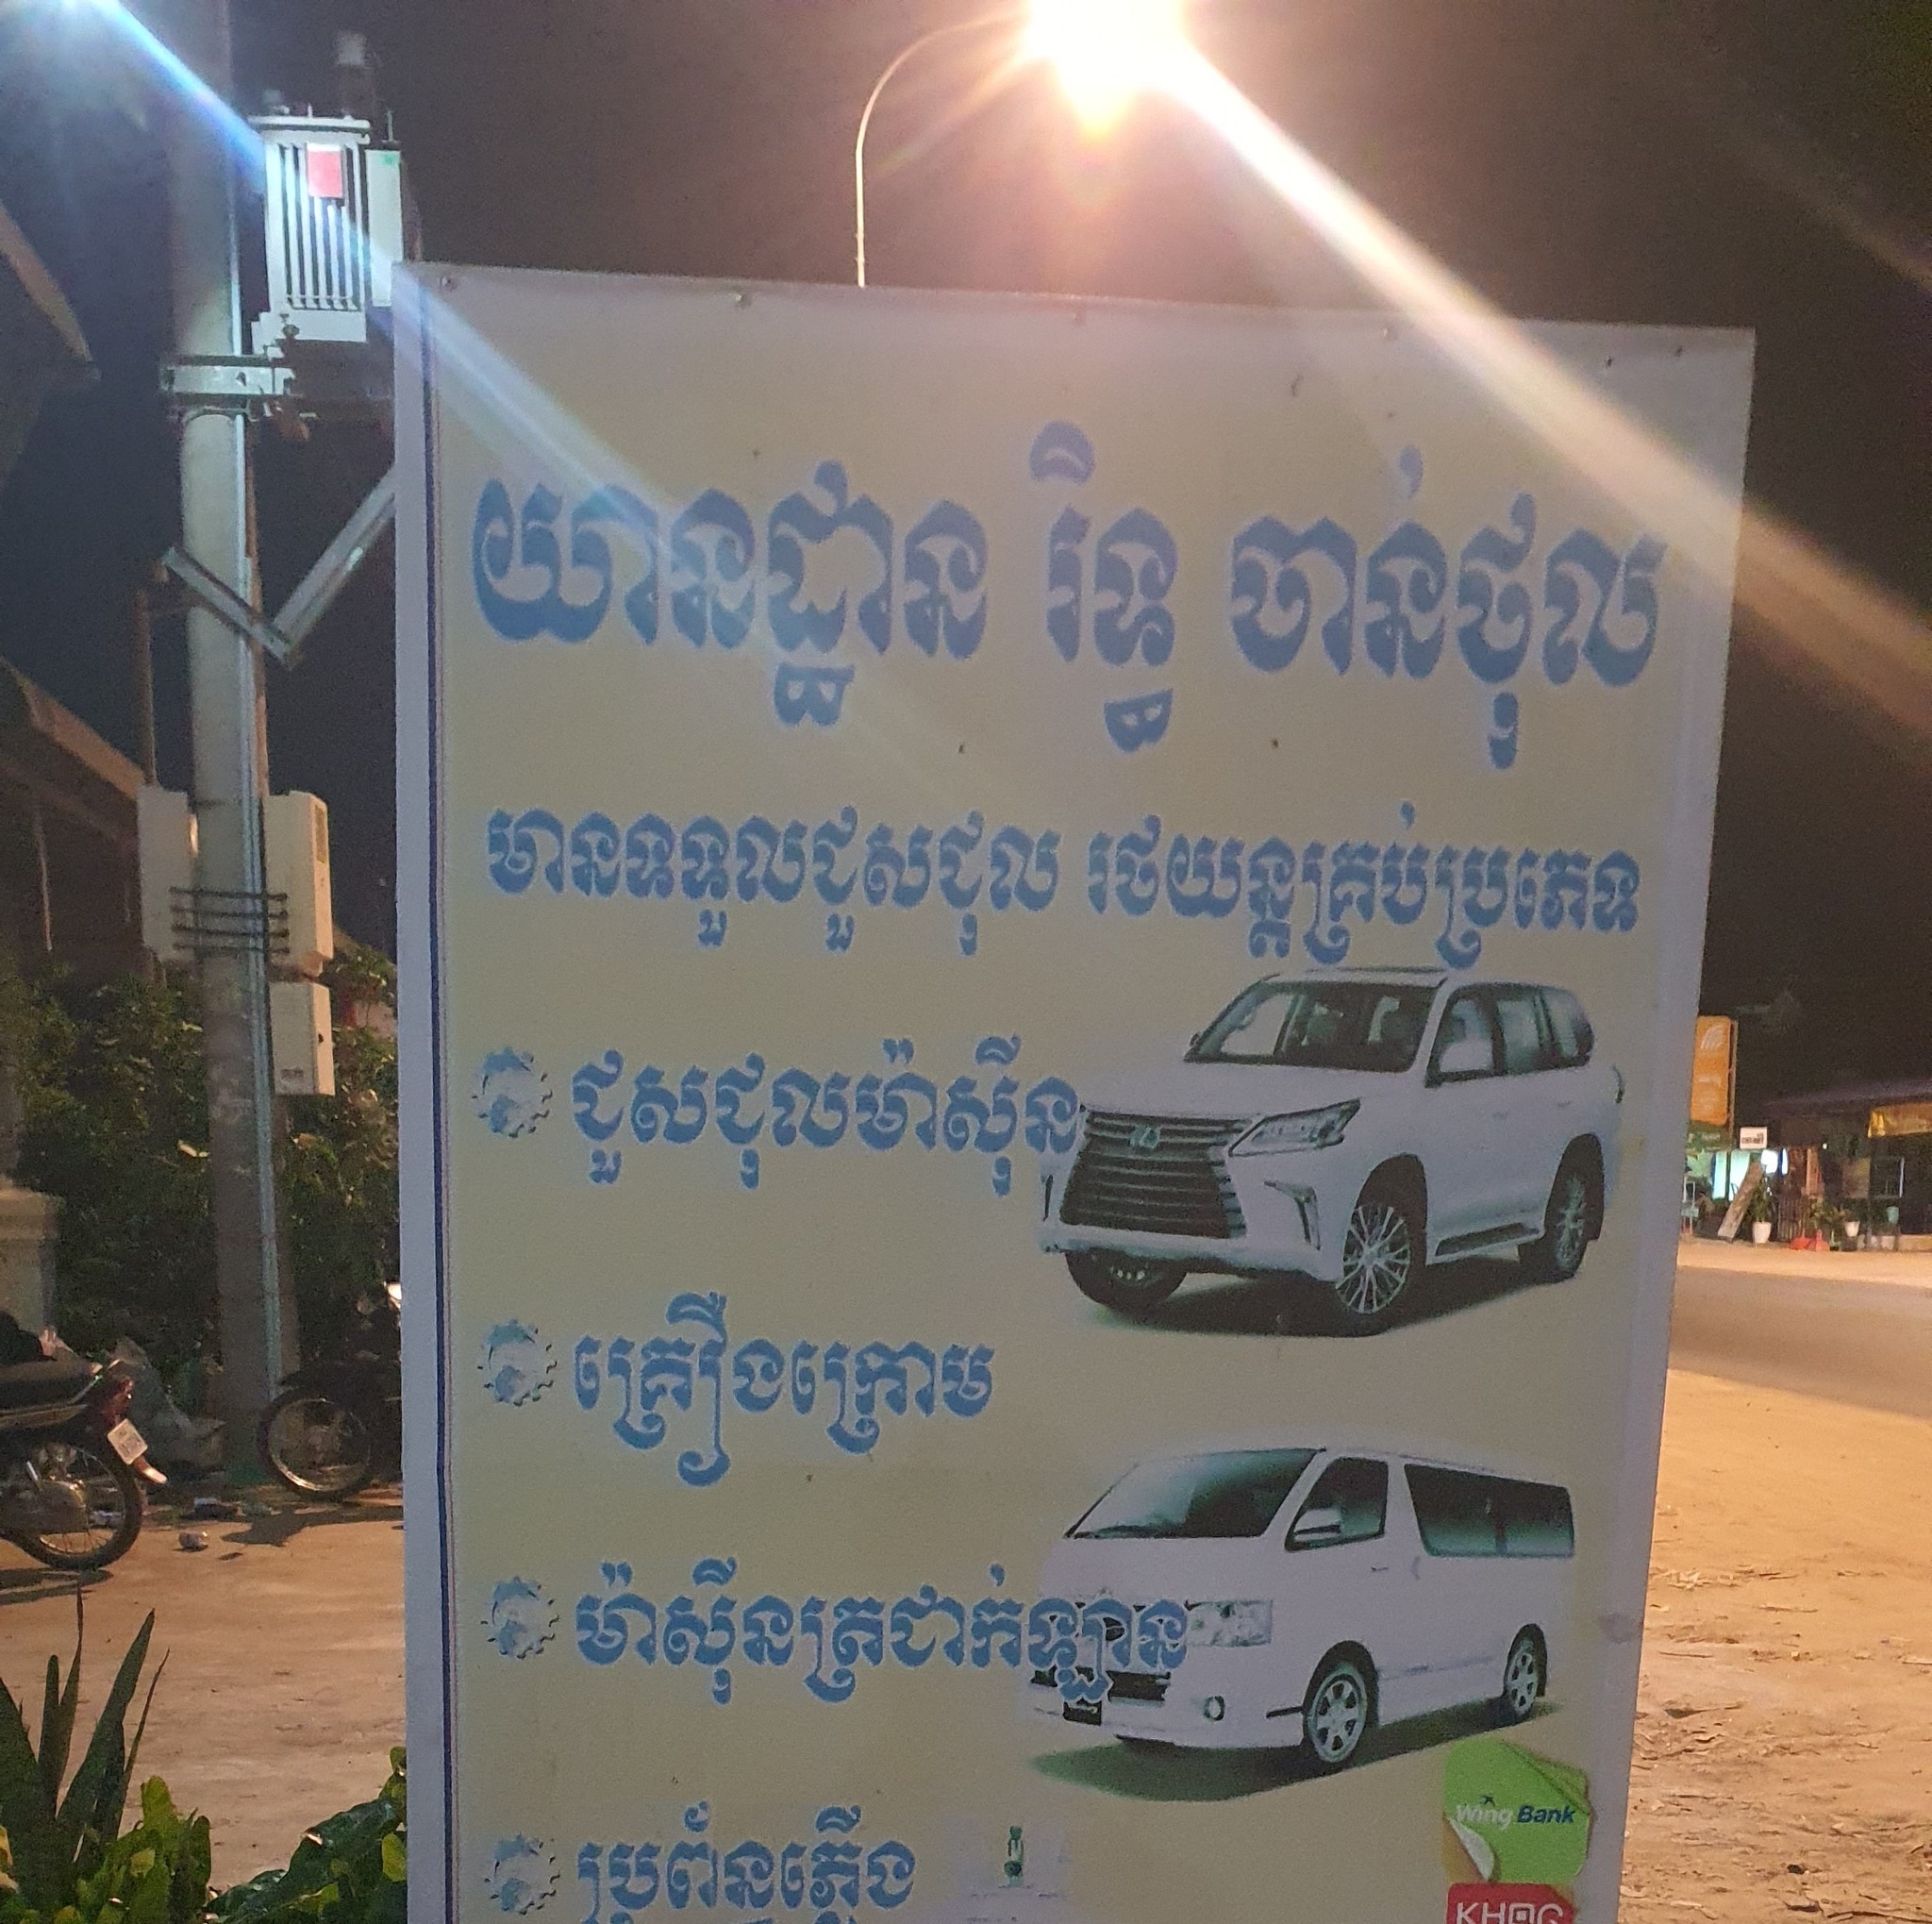 យានដ្ឋាន រិទ្ធ ចាន់ថុល
មានទទួលជួសជុល រថយន្តគ្រប់ប្រភេទ
ជួសជុលម៉ាស៊ីន
គ្រឿងក្រោម
ម៉ាស៊ីនត្រជាក់ឡាន
ប្រព័ន្ធភ្លើង
Wing Bank
KHQR